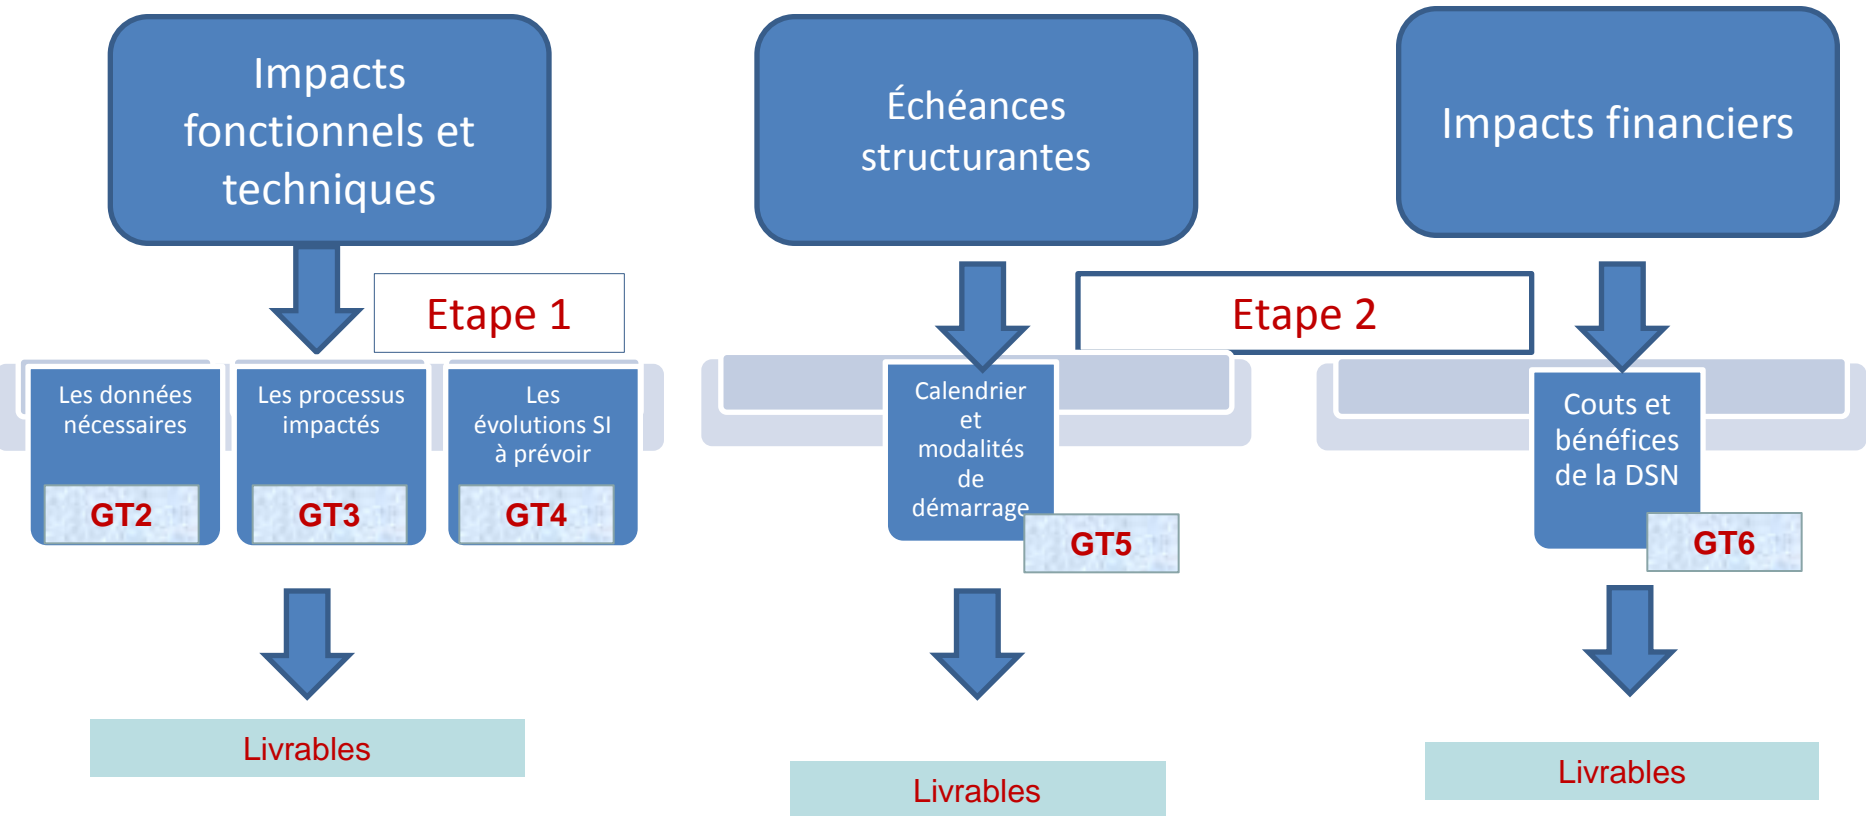 Impacts
fonctionnels et
techniques
Etape 1
Les données
nécessaires
GT2
Les processus
impactés
GT3
Les
évolutions SI
à prévoir
GT4
Livrables
Échéances
structurantes
Etape 2
Calendrier
et
modalités
de
démarrage
GT5
Livrables
Impacts financiers
Couts et
bénéfices
de la DSN
GT6
Livrables